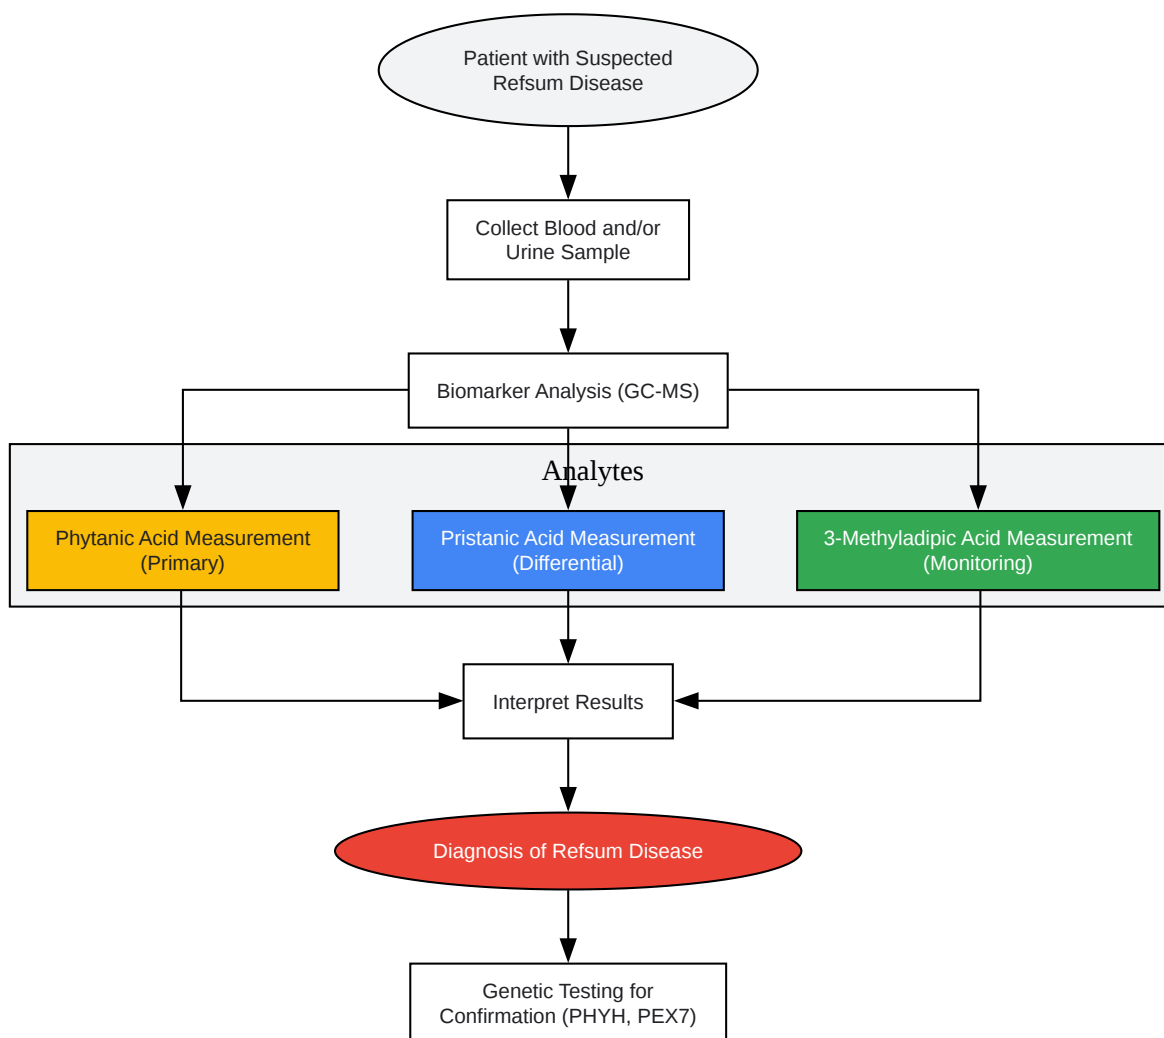 Patient with Suspected
Refsum Disease
Collect Blood and/or
Urine Sample
Biomarker Analysis (GC-MS)
Analytes
Phytanic Acid Measurement
(Primary)
Pristanic Acid Measurement
(Differential)
3-Methyladipic Acid Measurement
(Monitoring)
Interpret Results
Diagnosis of Refsum Disease
Genetic Testing for
Confirmation (PHYH, PEX7)